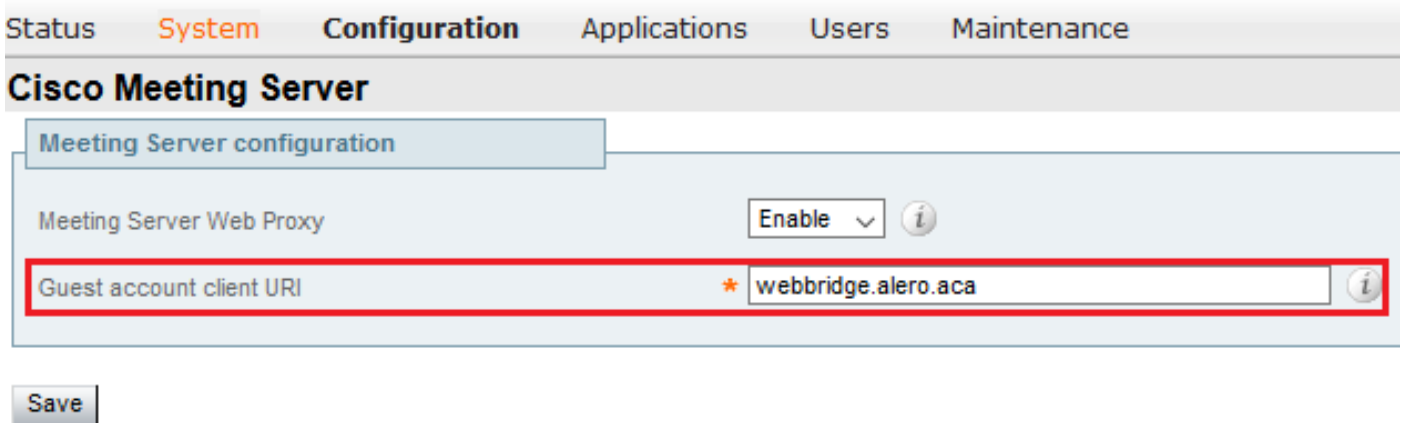 Status System Configuration Applications Users Maintenance
Cisco Meeting Server
Meeting Server configuration
Meeting Server Web Proxy Enable i
Guest account client URI * webbridge.alero.aca i
Save